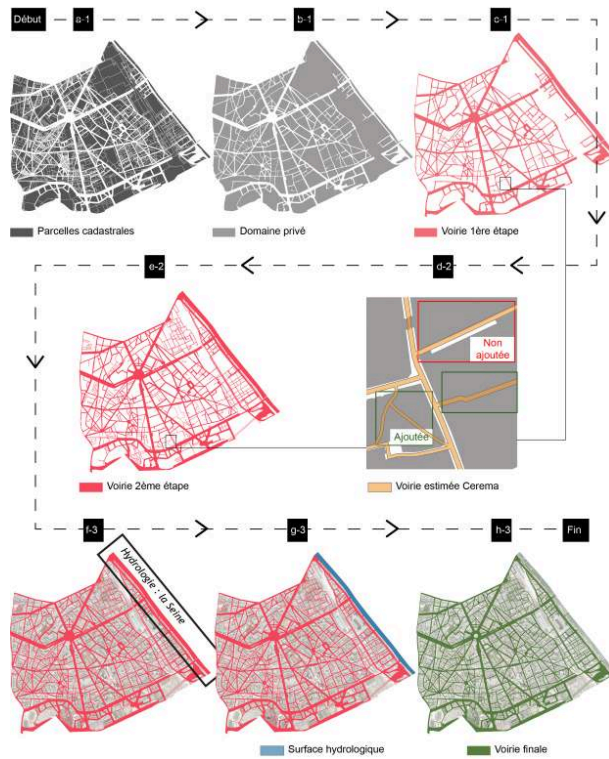 Début
a-1
b-1
c-1
Parcelles cadastrales
Domaine privé
Voirie 1ère étape
e-2
d-2
Non
ajoutée
Ajoutée
Voirie 2ème étape
Voirie estimée Cerema
f-3
g-3
h-3
Fin
Hydrologie : la Seine
Surface hydrologique
Voirie finale